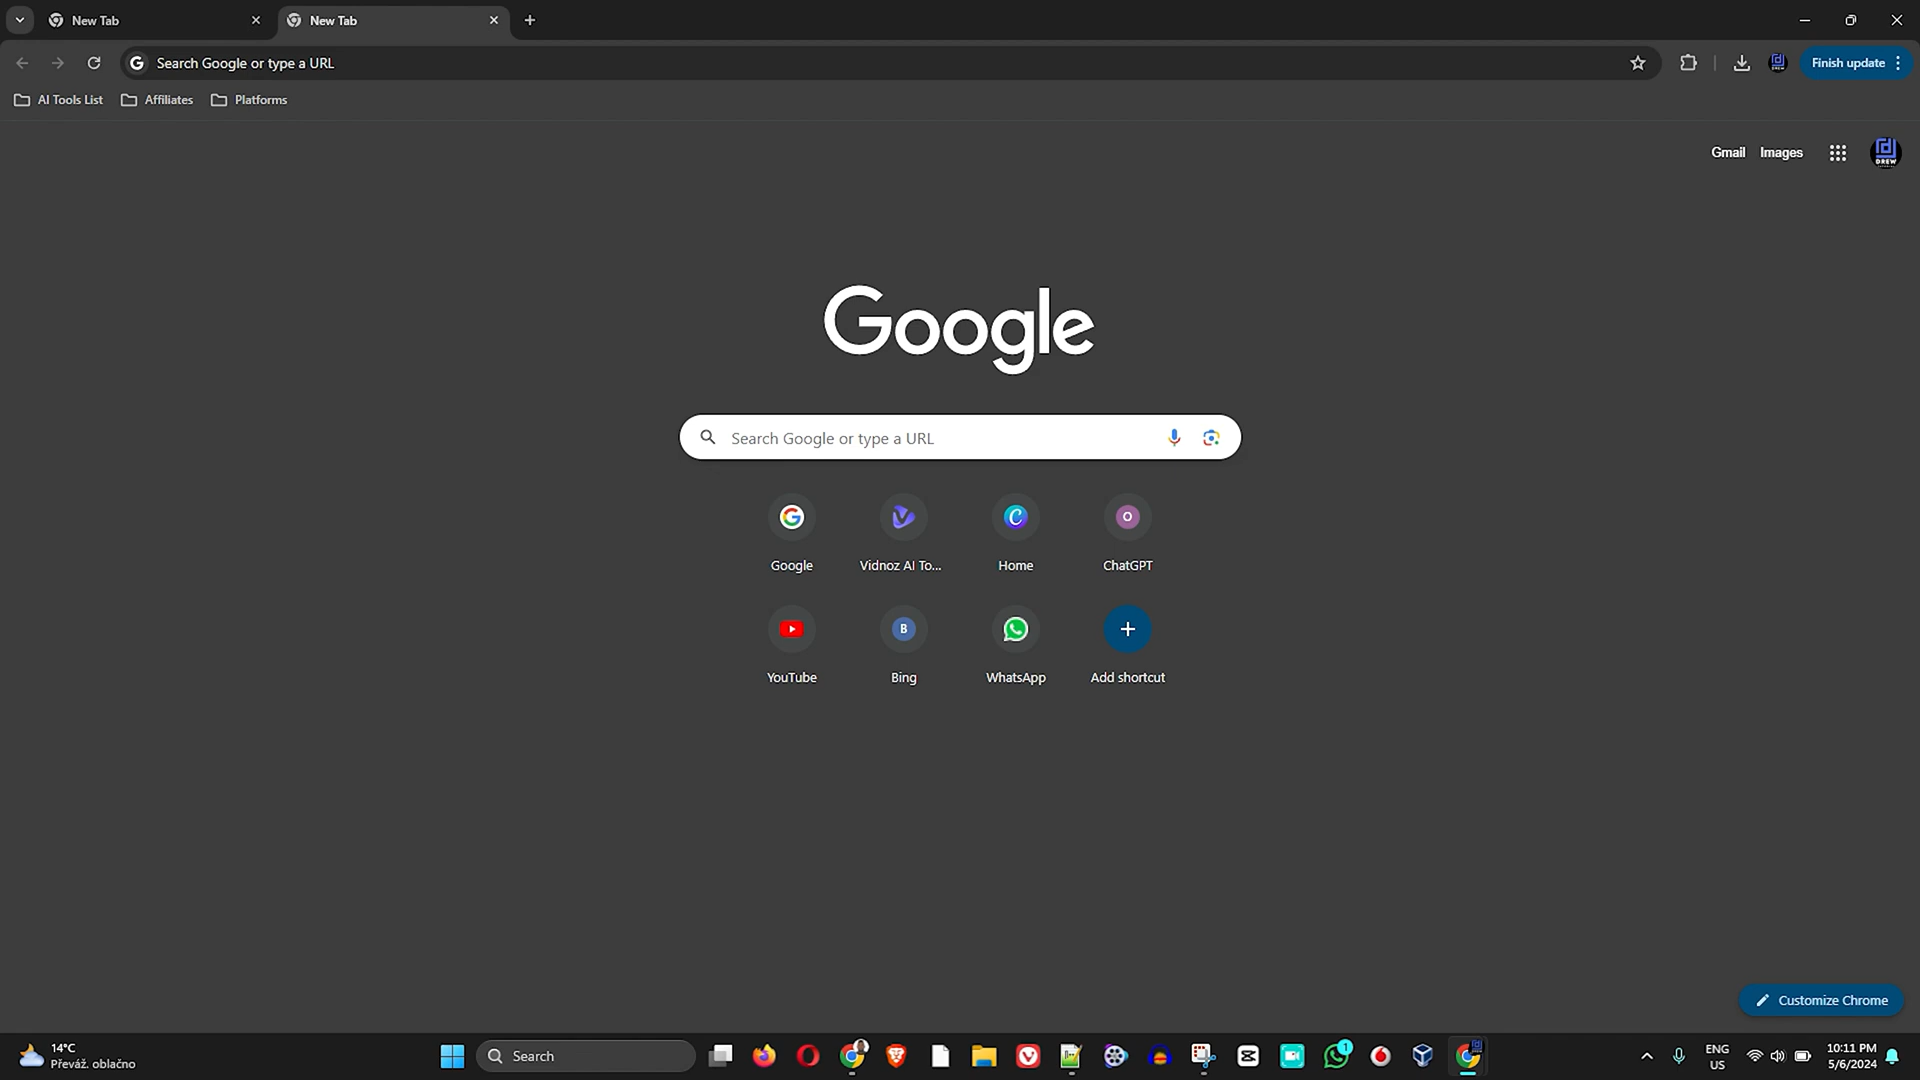 New Tab
New Tab
Search Google or type a URL
Finish update
AI Tools List
Affiliates
Platforms
Gmail
Images
DREW
Google
Search Google or type a URL
Google
Vidnoz AI To...
Home
ChatGPT
YouTube
Bing
WhatsApp
Add shortcut
Customize Chrome
14°C
Převáž. oblačno
Search
1
ENG
US
10:11 PM
5/6/2024